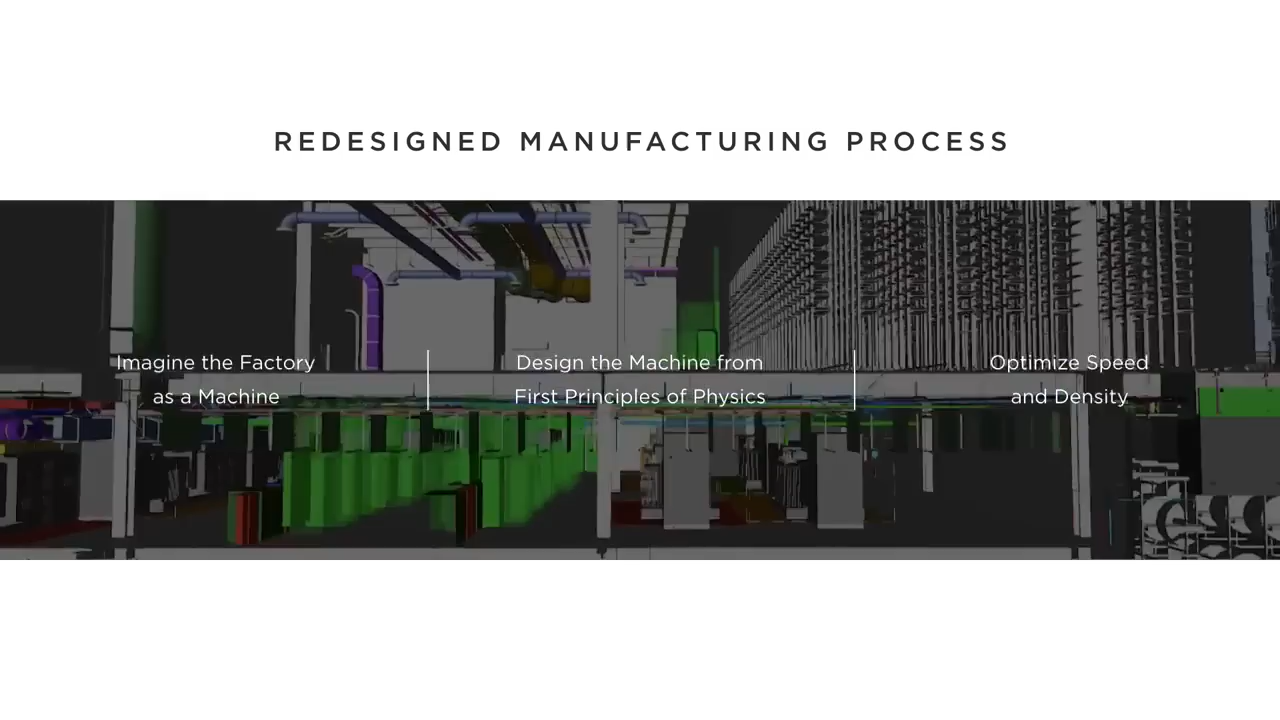 REDESIGNED MANUFACTURING PROCESS
Imagine the Factory
as a Machine
Design the Machine from
First Principles of Physics
Optimize Speed
and Density